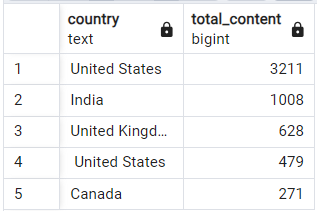 country total_content
text bigint
1 United States 3211
2 India 1008
3 United Kingd... 628
4 United States 479
5 Canada 271